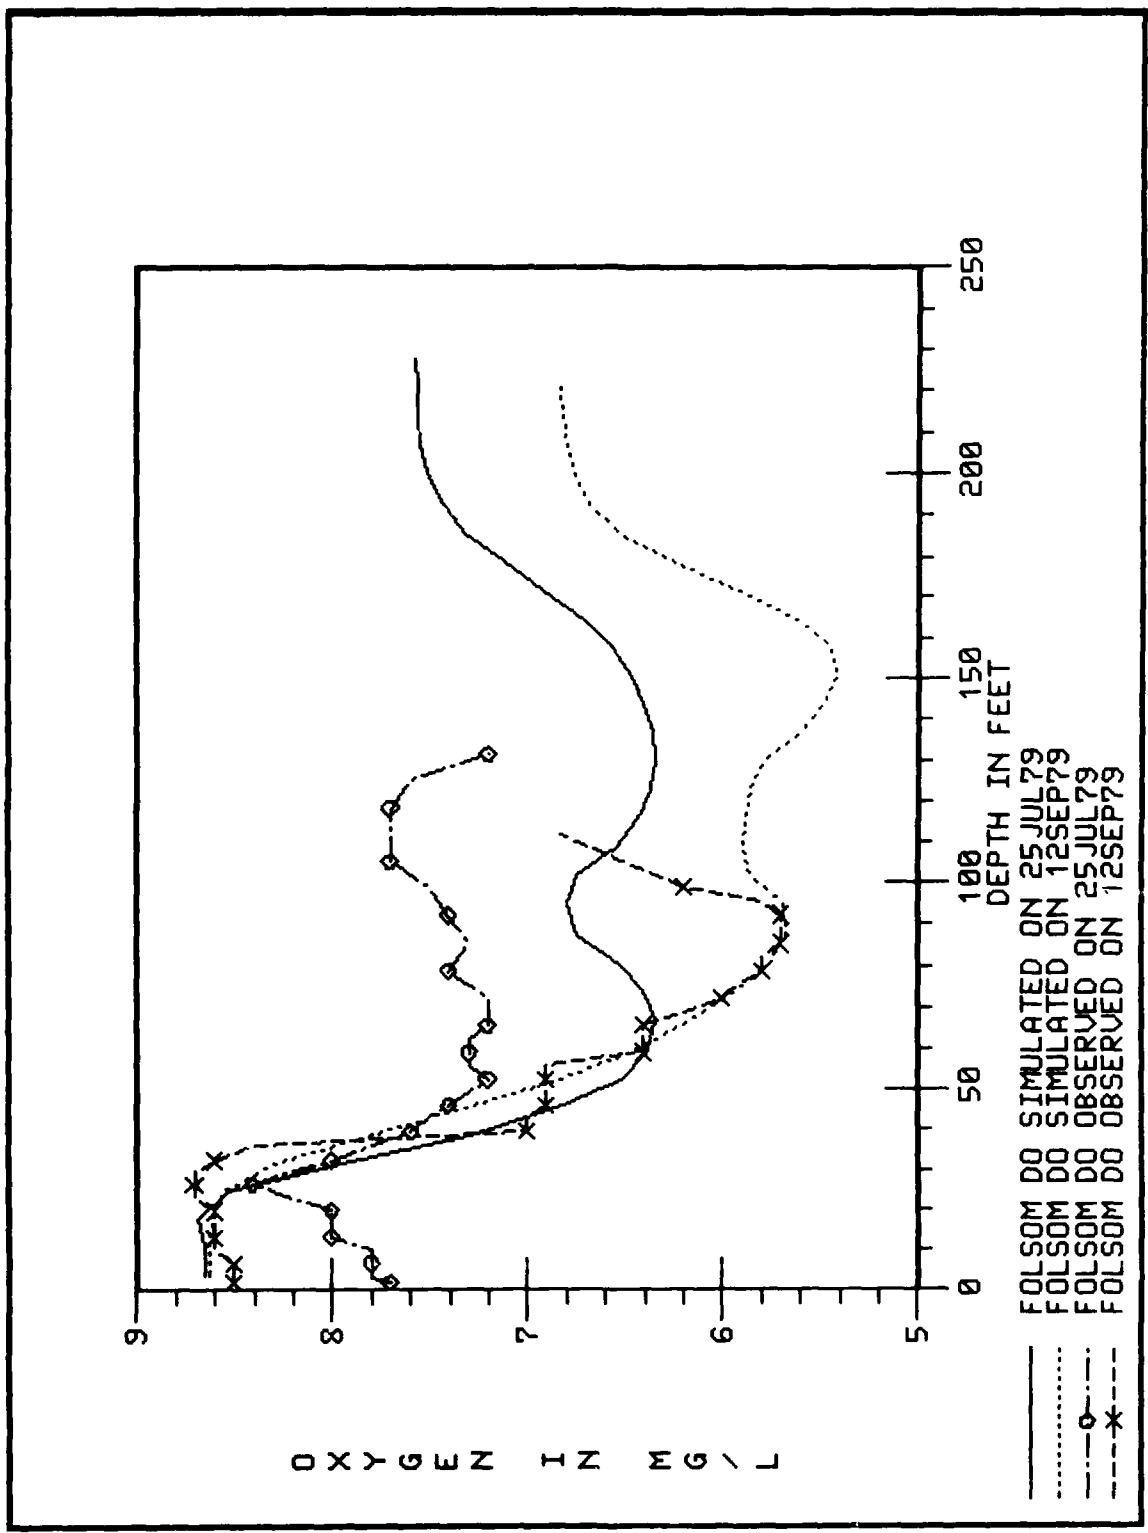 OXYGEN IN MG/L
9
8
7
6
5
0 50 100 150 200 250
DEPTH IN FEET
FOLSOM DO SIMULATED ON 25JUL79
FOLSOM DO SIMULATED ON 12SEP79
FOLSOM DO OBSERVED ON 25JUL79
FOLSOM DO OBSERVED ON 12SEP79